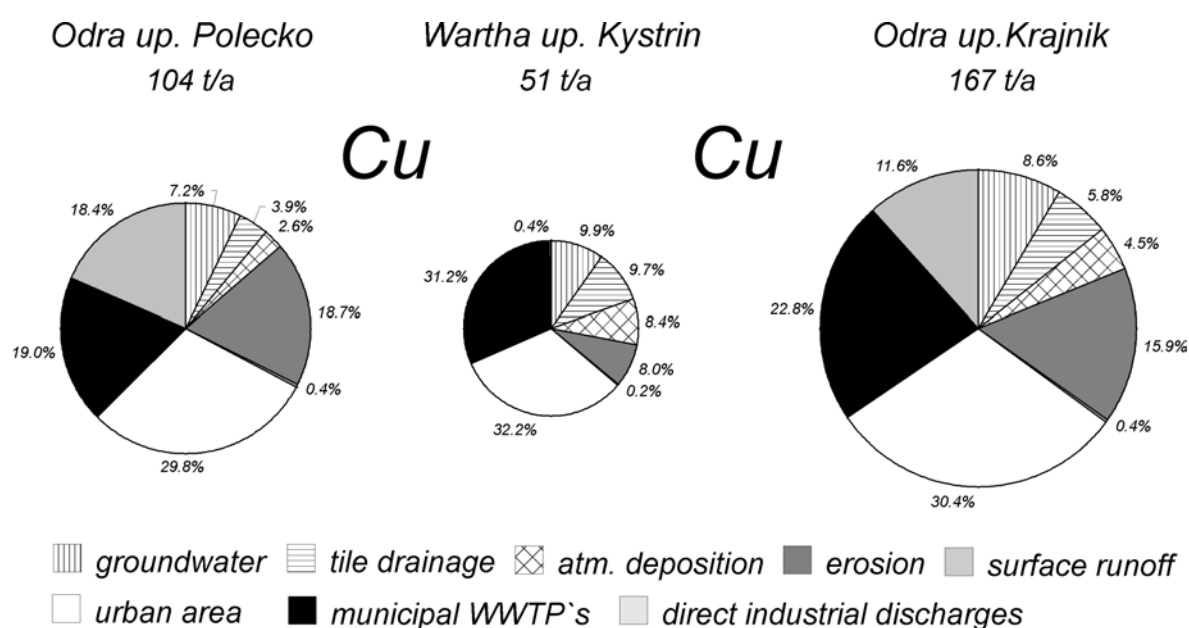 Odra up. Polecko
104 t/a
Wartha up. Kystrin
51 t/a
Odra up.Krajnik
167 t/a
Cu
Cu
7.2%
3.9%
2.6%
18.7%
0.4%
29.8%
19.0%
18.4%
0.4%
9.9%
9.7%
8.4%
8.0%
0.2%
32.2%
31.2%
8.6%
5.8%
4.5%
15.9%
0.4%
30.4%
22.8%
11.6%
groundwater
tile drainage
atm. deposition
erosion
surface runoff
urban area
municipal WWTP`s
direct industrial discharges